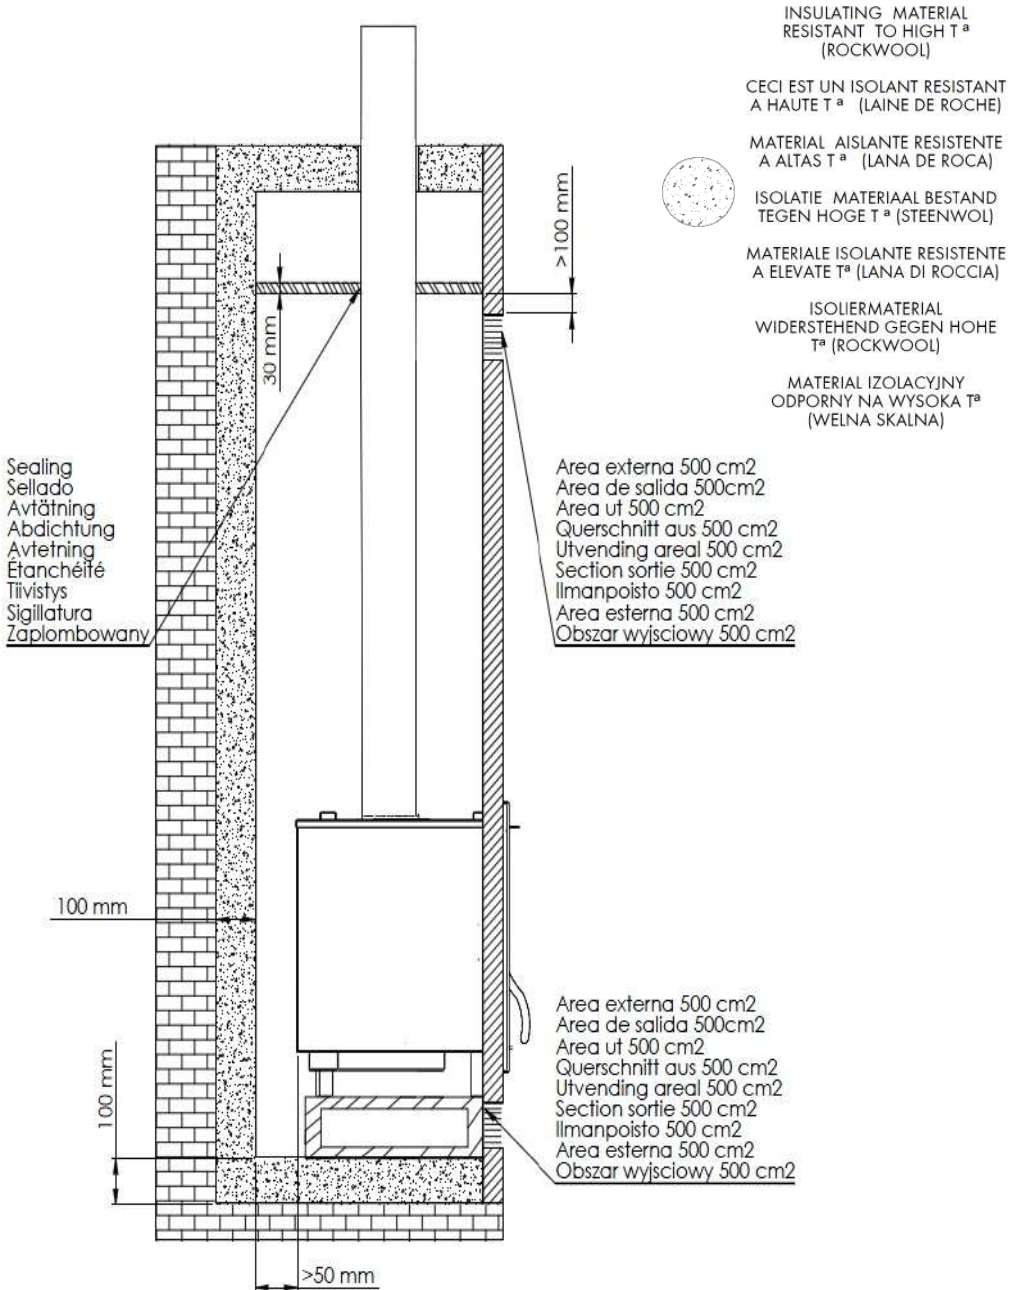 INSULATING MATERIAL
RESISTANT TO HIGH T ª
(ROCKWOOL)
CECI EST UN ISOLANT RESISTANT
A HAUTE T ª (LAINE DE ROCHE)
MATERIAL AISLANTE RESISTENTE
A ALTAS T ª (LANA DE ROCA)
ISOLATIE MATERIAAL BESTAND
TEGEN HOGE T ª (STEENWOL)
MATERIALE ISOLANTE RESISTENTE
A ELEVATE Tª (LANA DI ROCCIA)
ISOLIERMATERIAL
WIDERSTEHEND GEGEN HOHE
Tª (ROCKWOOL)
MATERIAL IZOLACYJNY
ODPORNY NA WYSOKA Tª
(WELNA SKALNA)
>100 mm
30 mm
Sealing
Sellado
Avtätning
Abdichtung
Avtetning
Étanchéité
Tiivistys
Sigillatura
Zaplombowany
Area externa 500 cm2
Area de salida 500cm2
Area ut 500 cm2
Querschnitt aus 500 cm2
Utvending areal 500 cm2
Section sortie 500 cm2
Ilmanpoisto 500 cm2
Area esterna 500 cm2
Obszar wyjsciowy 500 cm2
100 mm
100 mm
Area externa 500 cm2
Area de salida 500cm2
Area ut 500 cm2
Querschnitt aus 500 cm2
Utvending areal 500 cm2
Section sortie 500 cm2
Ilmanpoisto 500 cm2
Area esterna 500 cm2
Obszar wyjsciowy 500 cm2
>50 mm